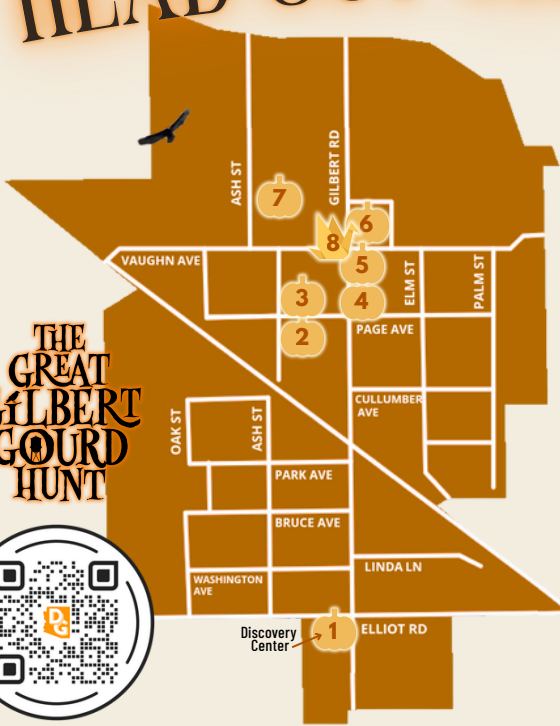 HEAD
ASH ST
GILBERT RD
7
6
8
5
VAUGHN AVE
3
4
ELM ST
PALM ST
2
PAGE AVE
THE
GREAT
GILBERT
GOURD
HUNT
CULLUMBER
AVE
OAK ST
ASH ST
PARK AVE
BRUCE AVE
LINDA LN
WASHINGTON
AVE
D
G
Discovery
Center
1
ELLIOT RD